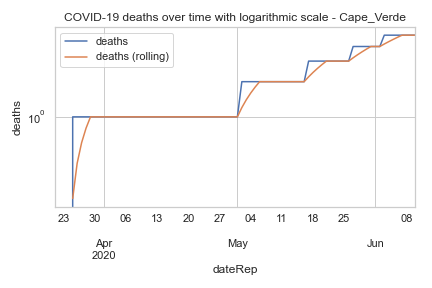 COVID-19 deaths over time with logarithmic scale - Cape_Verde
deaths
deaths (rolling)
deaths
10⁰
23 30 06 13 20 27 04 11 18 25 08
Apr May Jun
2020
dateRep